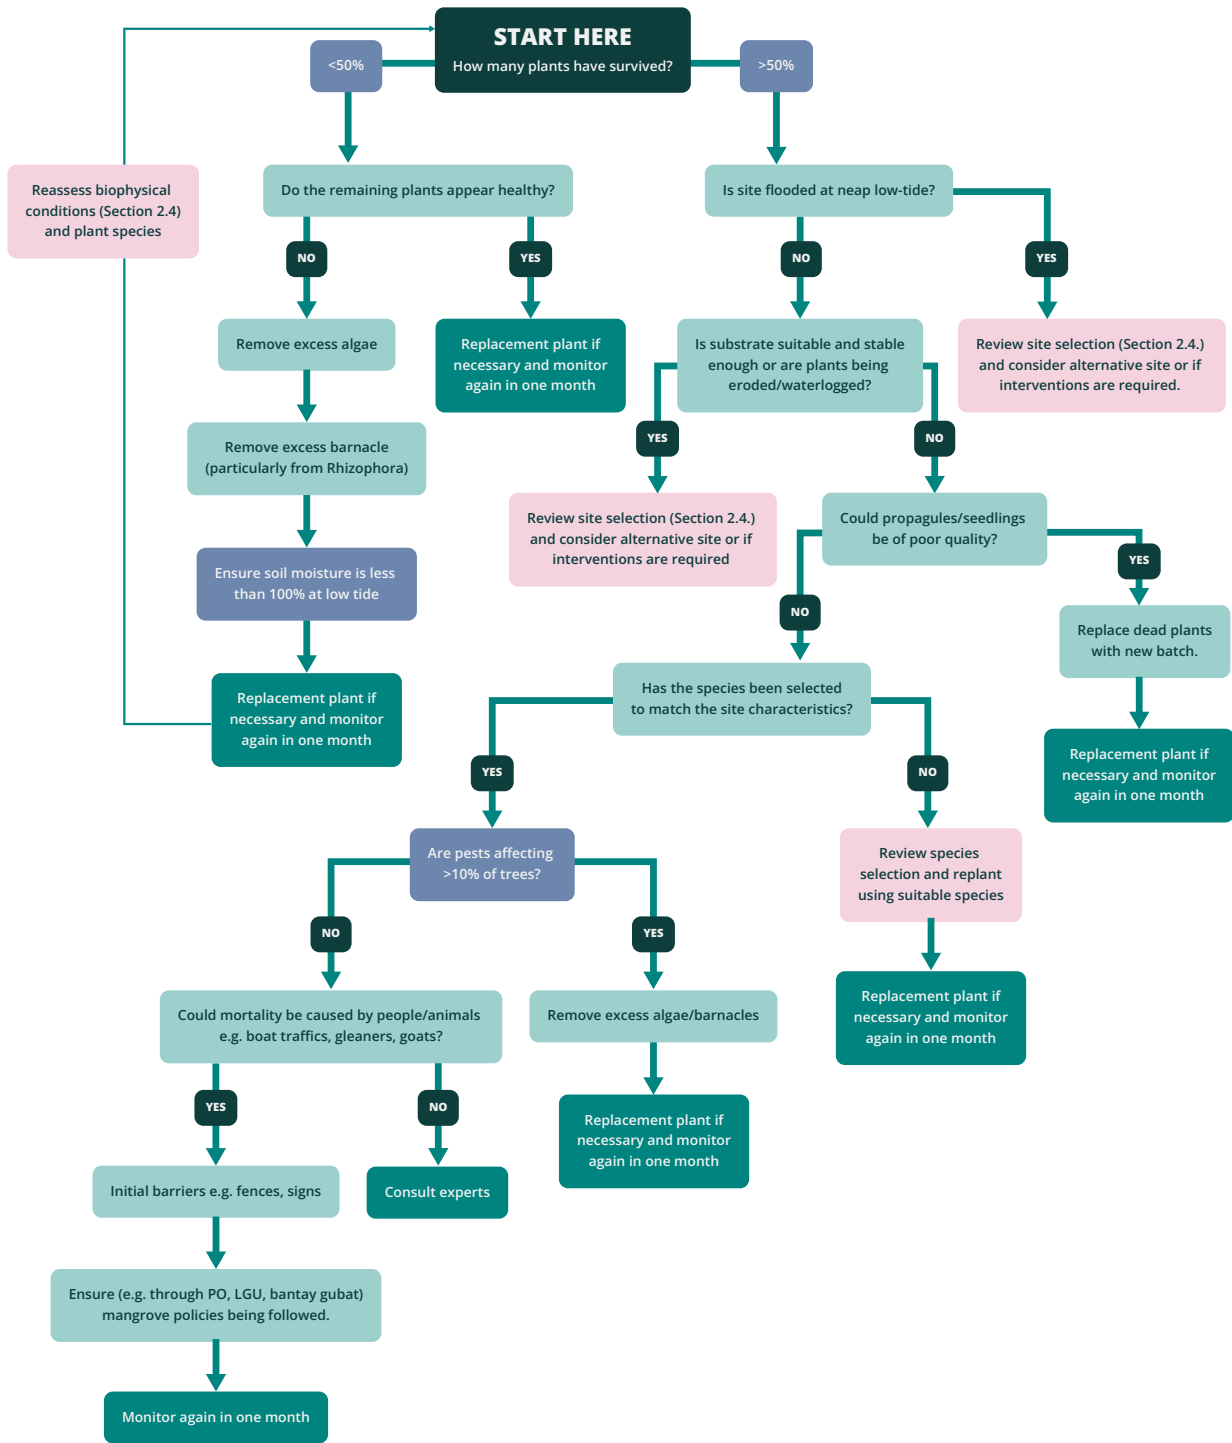 START HERE
How many plants have survived?
<50%
>50%
Reassess biophysical
conditions (Section 2.4)
and plant species
Do the remaining plants appear healthy?
Is site flooded at neap low-tide?
NO
YES
NO
YES
Remove excess algae
Replacement plant if
necessary and monitor
again in one month
Is substrate suitable and stable
enough or are plants being
eroded/waterlogged?
Review site selection (Section 2.4.)
and consider alternative site or if
interventions are required.
Remove excess barnacle
(particularly from Rhizophora)
YES
NO
Review site selection (Section 2.4.)
and consider alternative site or if
interventions are required
Could propagules/seedlings
be of poor quality?
Ensure soil moisture is less
than 100% at low tide
YES
NO
Replace dead plants
with new batch.
Replacement plant if
necessary and monitor
again in one month
Has the species been selected
to match the site characteristics?
Replacement plant if
necessary and monitor
again in one month
YES
NO
Are pests affecting
>10% of trees?
Review species
selection and replant
using suitable species
NO
YES
Could mortality be caused by people/animals
e.g. boat traffics, gleaners, goats?
Remove excess algae/barnacles
Replacement plant if
necessary and monitor
again in one month
YES
NO
Replacement plant if
necessary and monitor
again in one month
Initial barriers e.g. fences, signs
Consult experts
Ensure (e.g. through PO, LGU, bantay gubat)
mangrove policies being followed.
Monitor again in one month